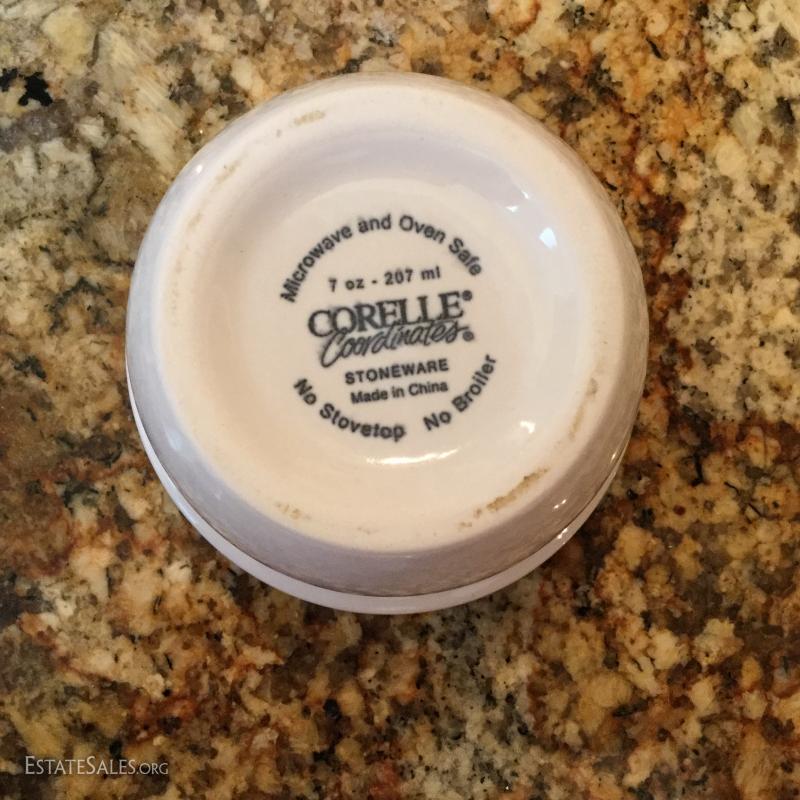 Microwave and Oven Safe
7 oz - 207 ml
CORELLE®
Coordinates®
STONEWARE
Made in China
No Stovetop No Broiler
ESTATESALES.ORG